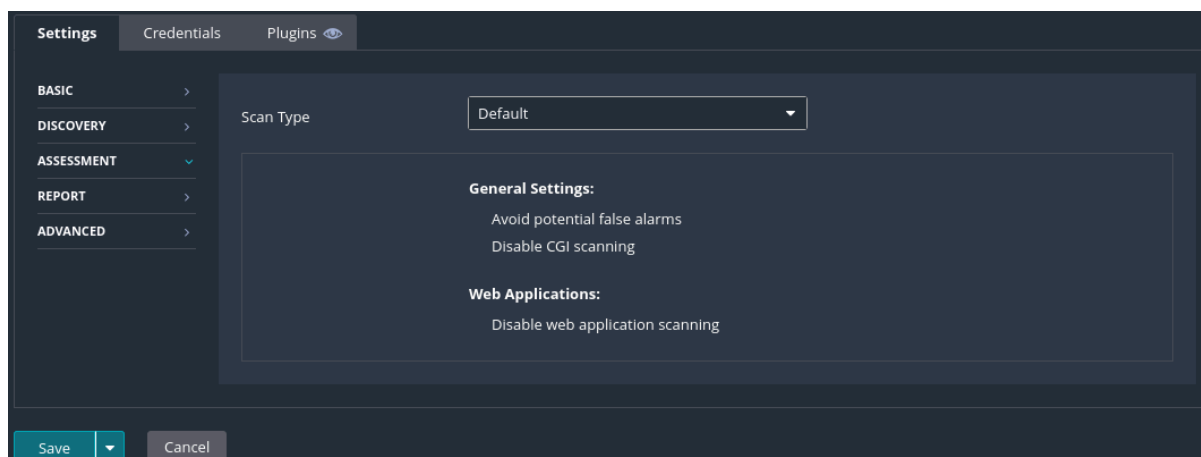 Settings Credentials Plugins
BASIC
DISCOVERY
ASSESSMENT
REPORT
ADVANCED
Scan Type Default
General Settings:
Avoid potential false alarms
Disable CGI scanning
Web Applications:
Disable web application scanning
Save Cancel